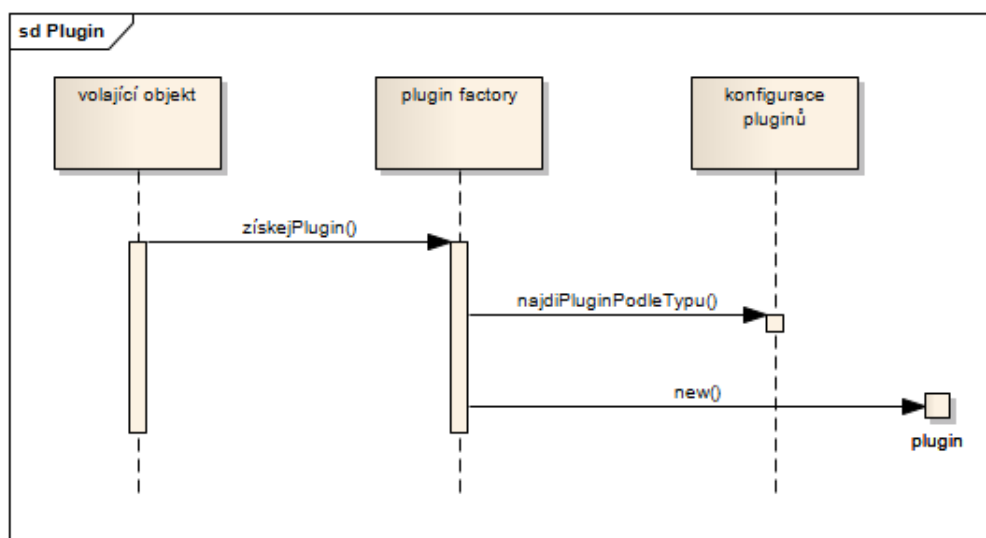 sd Plugin
volající objekt
plugin factory
konfigurace
pluginů
získejPlugin()
najdiPluginPodleTypu()
new()
plugin